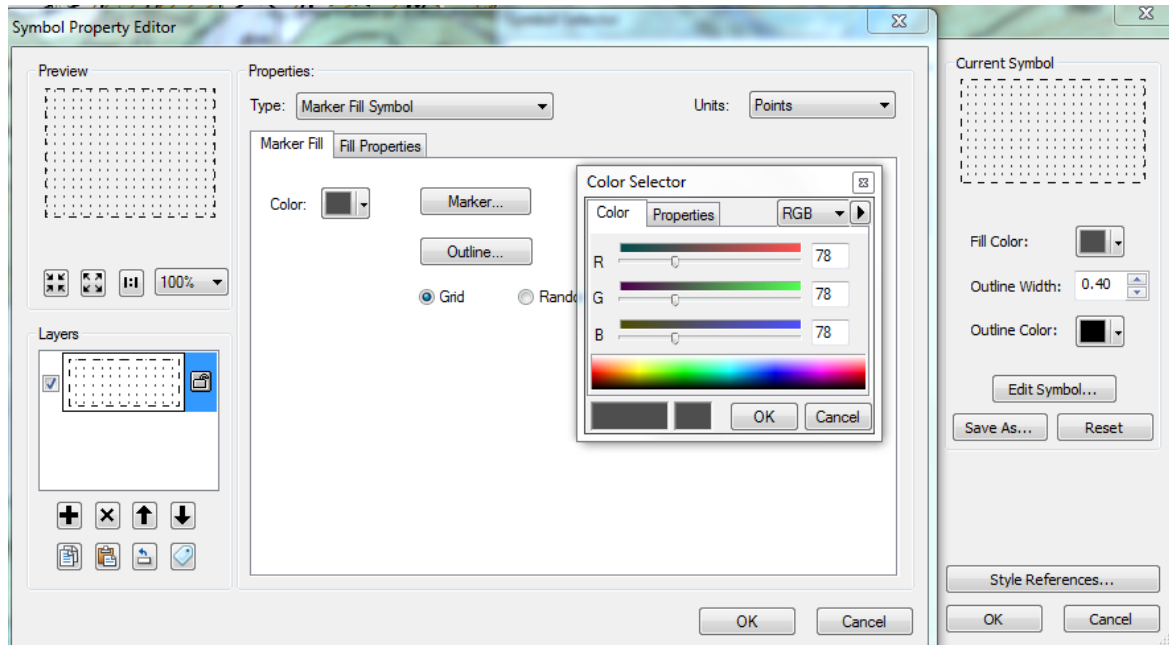 Symbol Property Editor
Preview
100%
Layers
Properties:
Type: Marker Fill Symbol
Units: Points
Marker Fill
Fill Properties
Color:
Marker...
Outline...
Grid
Rando
Color Selector
Color
Properties
RGB
R 78
G 78
B 78
OK
Cancel
OK
Cancel
Current Symbol
Fill Color:
Outline Width: 0.40
Outline Color:
Edit Symbol...
Save As...
Reset
Style References...
OK
Cancel